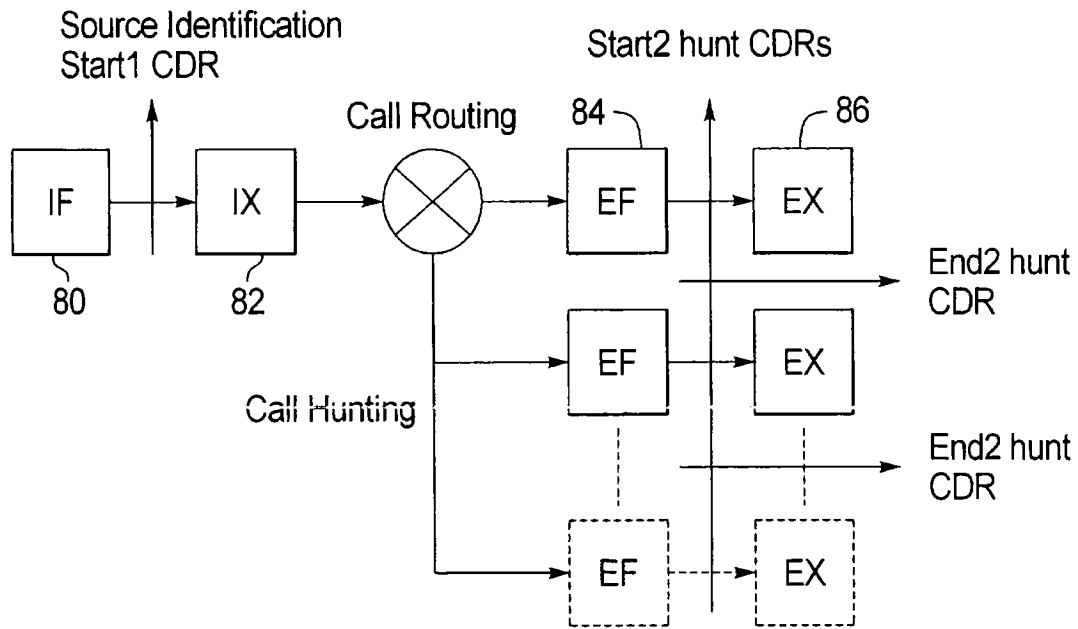 Source Identification
Start1 CDR
Start2 hunt CDRs
Call Routing
84
86
IF
IX
EF
EX
80
82
End2 hunt
CDR
EF
EX
Call Hunting
End2 hunt
CDR
EF
EX